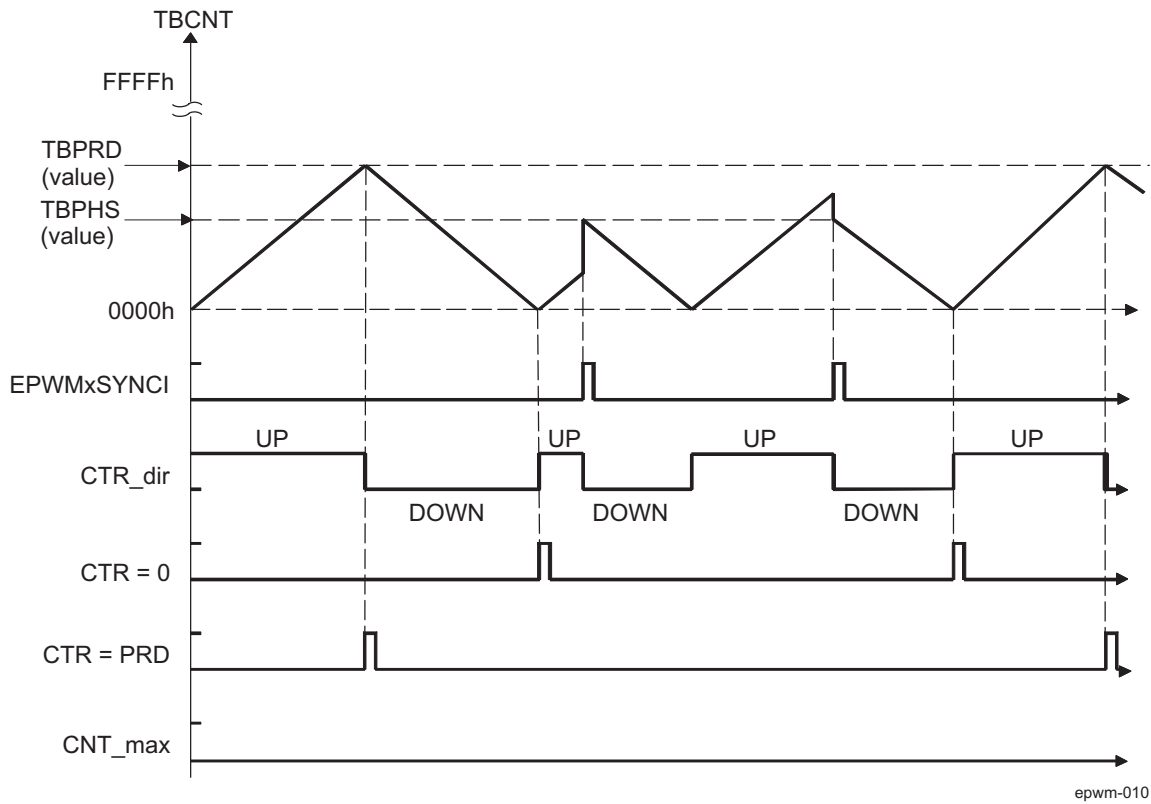 TBCNT
FFFFh
TBPRD
(value)
TBPHS
(value)
0000h
EPWMxSYNCI
UP UP UP UP
CTR_dir
DOWN DOWN DOWN
CTR = 0
CTR = PRD
CNT_max
epwm-010